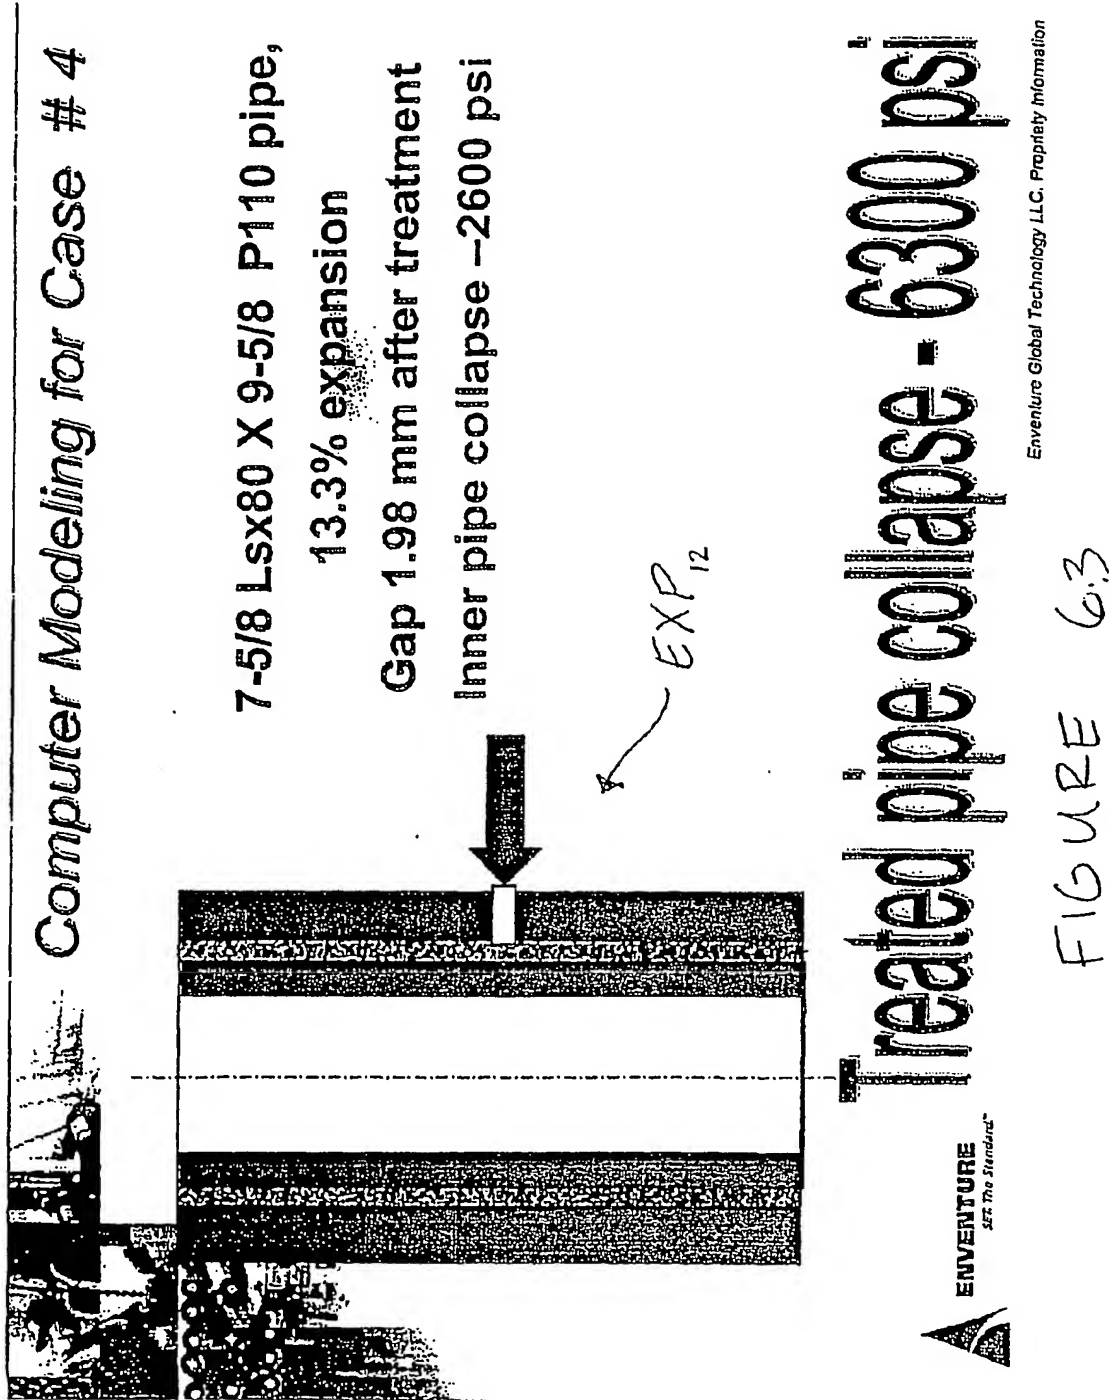 Computer Modeling for Case # 4
7-5/8 Lsx80 X 9-5/8 P110 pipe,
13.3% expansion
Gap 1.98 mm after treatment
Inner pipe collapse –2600 psi
EXP12
Treated pipe collapse - 6300 psi
ENVENTURE
SET. The Standard™
Enventure Global Technology LLC. Propriety Information
FIGURE 63